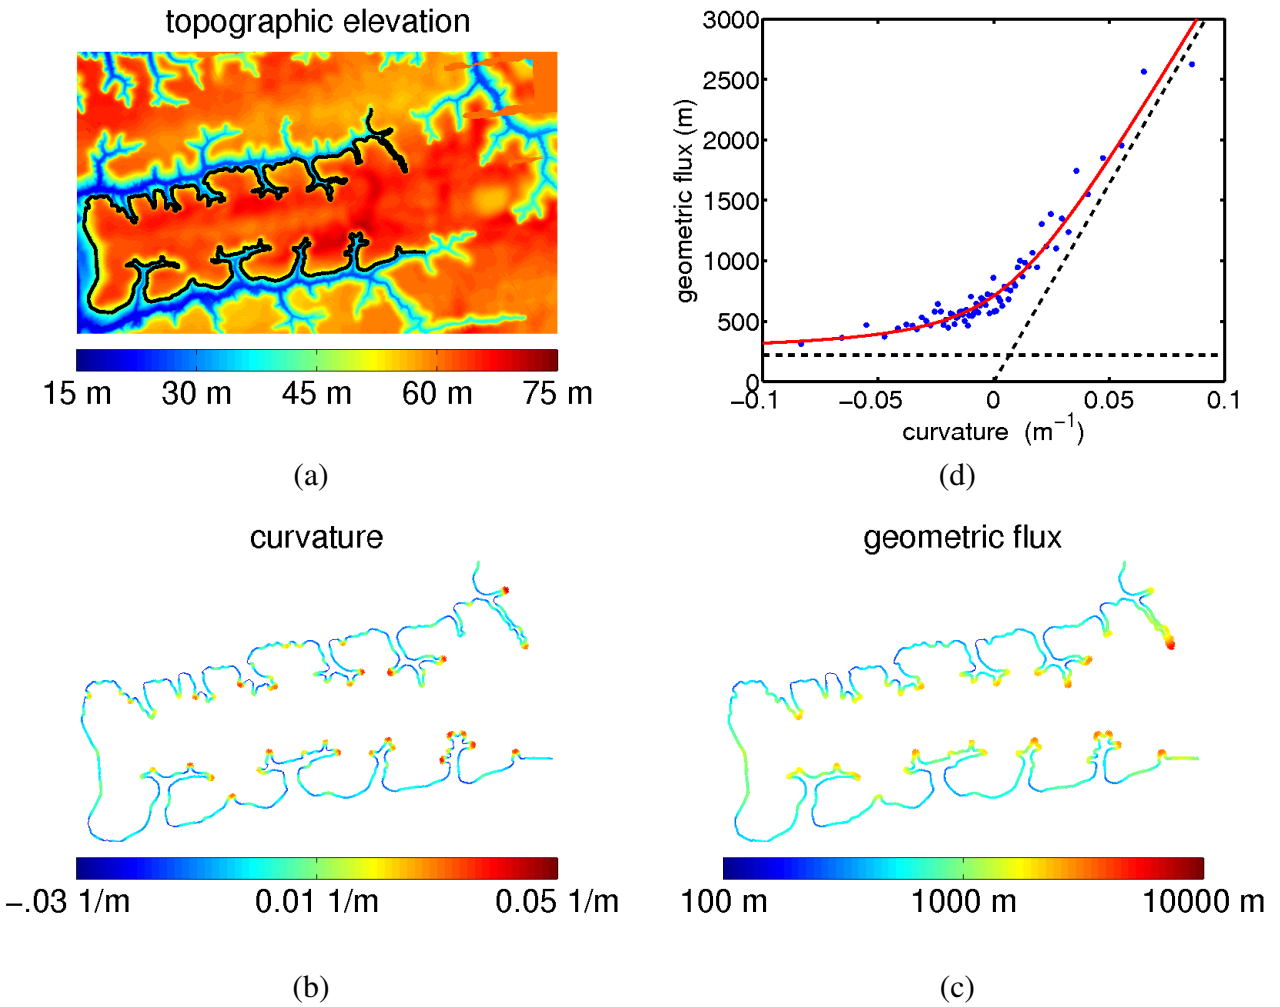 topographic elevation
15 m 30 m 45 m 60 m 75 m
(a)
3000
2500
2000
1500
1000
500
0
geometric flux (m)
−0.1 −0.05 0 0.05 0.1
curvature (m⁻¹)
(d)
curvature
−.03 1/m 0.01 1/m 0.05 1/m
(b)
geometric flux
100 m 1000 m 10000 m
(c)